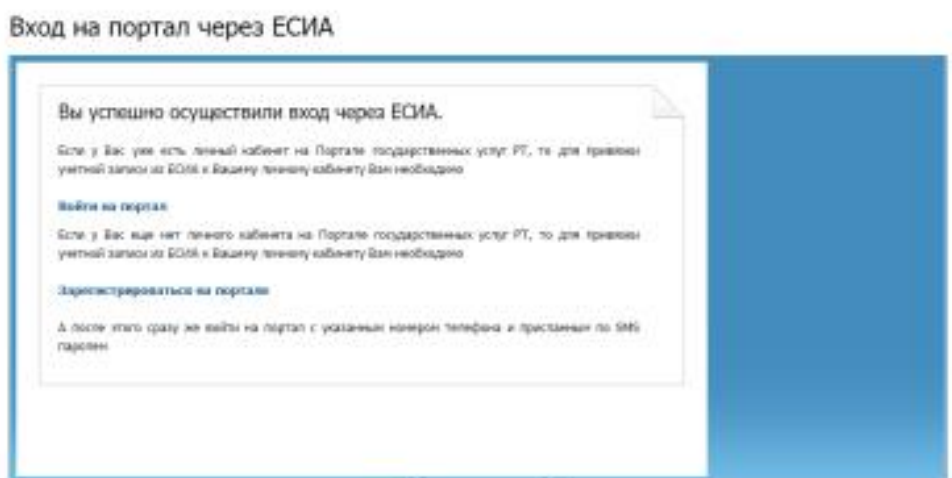 Вход на портал через ЕСИА
Вы успешно осуществили вход через ЕСИА.
Если у Вас уже есть личный кабинет на Портале государственных услуг РТ, то для привязки
учетной записи из ЕСИА к Вашему личному кабинету Вам необходимо
Войти на портал
Если у Вас еще нет личного кабинета на Портале государственных услуг РТ, то для привязки
учетной записи из ЕСИА к Вашему личному кабинету Вам необходимо
Зарегистрироваться на портале
А после этого сразу же войти на портал с указанным номером телефона и присланным по SMS
паролем